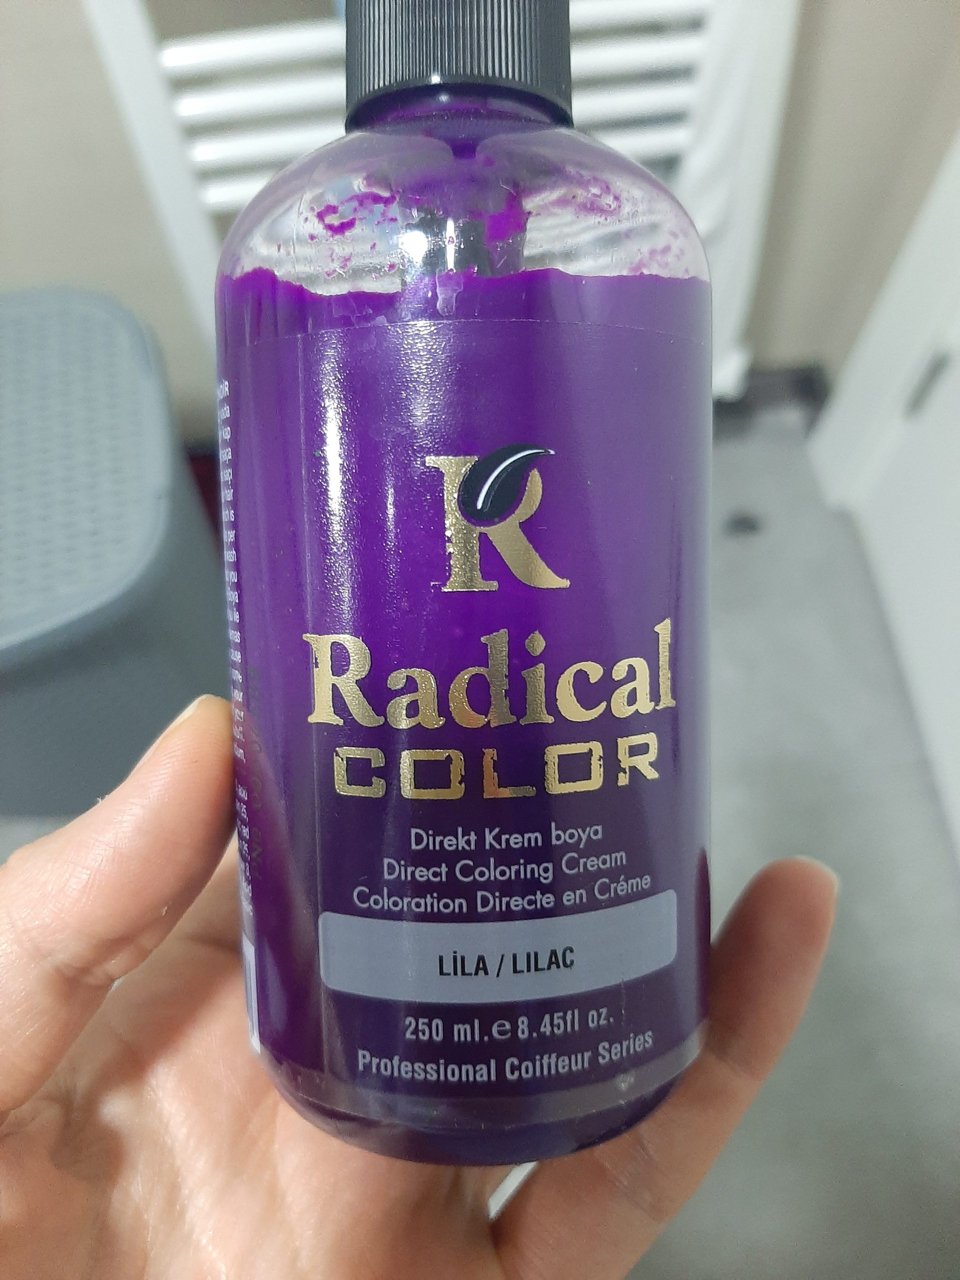 R
Radical
COLOR
Direkt Krem boya
Direct Coloring Cream
Coloration Directe en Créme
LİLA / LILAC
250 ml.e 8.45fl oz.
Professional Coiffeur Series